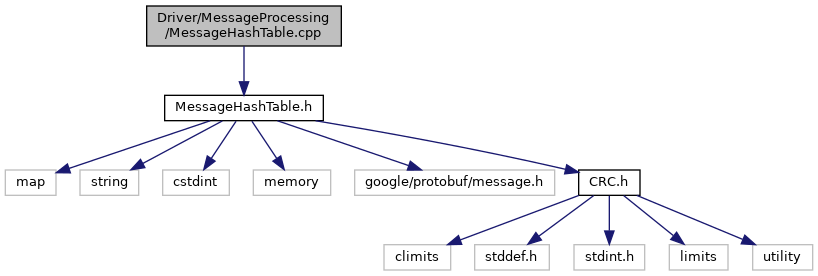 Driver/MessageProcessing
/MessageHashTable.cpp
MessageHashTable.h
map
string
cstdint
memory
google/protobuf/message.h
CRC.h
climits
stddef.h
stdint.h
limits
utility